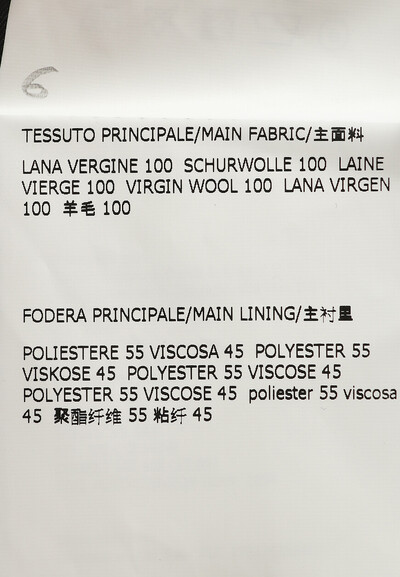 6
TESSUTO PRINCIPALE/MAIN FABRIC/主面料
LANA VERGINE 100 SCHURWOLLE 100 LAINE
VIERGE 100 VIRGIN WOOL 100 LANA VIRGEN
100 羊毛 100
FODERA PRINCIPALE/MAIN LINING/主衬里
POLIESTERE 55 VISCOSA 45 POLYESTER 55
VISKOSE 45 POLYESTER 55 VISCOSE 45
POLYESTER 55 VISCOSE 45 poliester 55 viscosa
45 聚酯纤维 55 粘纤 45